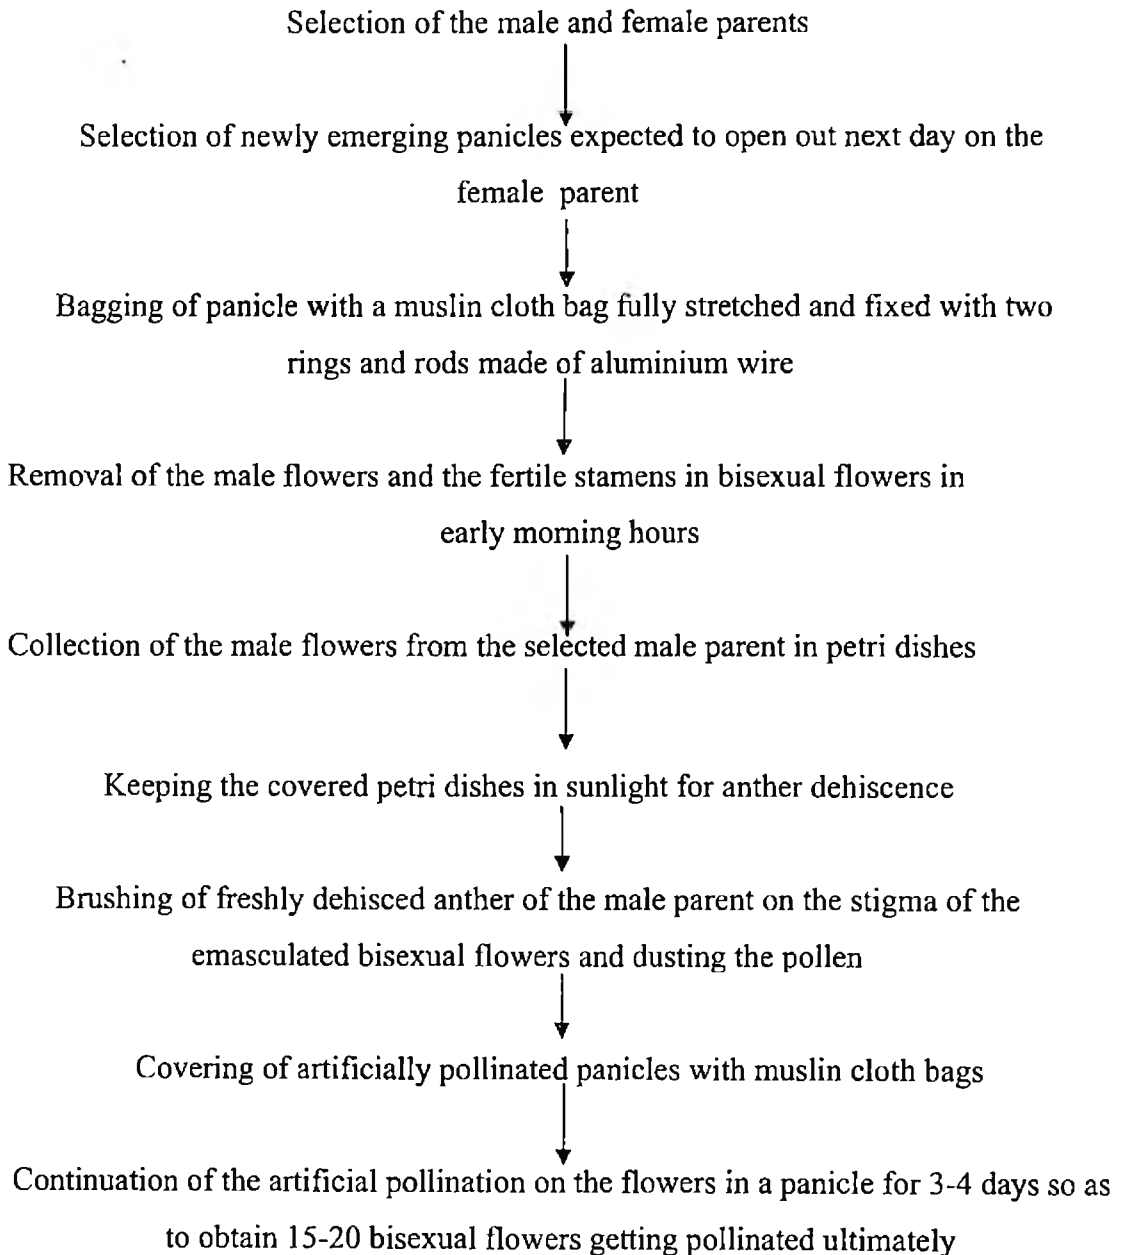 Selection of the male and female parents
Selection of newly emerging panicles expected to open out next day on the
female parent
Bagging of panicle with a muslin cloth bag fully stretched and fixed with two
rings and rods made of aluminium wire
Removal of the male flowers and the fertile stamens in bisexual flowers in
early morning hours
Collection of the male flowers from the selected male parent in petri dishes
Keeping the covered petri dishes in sunlight for anther dehiscence
Brushing of freshly dehisced anther of the male parent on the stigma of the
emasculated bisexual flowers and dusting the pollen
Covering of artificially pollinated panicles with muslin cloth bags
Continuation of the artificial pollination on the flowers in a panicle for 3-4 days so as
to obtain 15-20 bisexual flowers getting pollinated ultimately